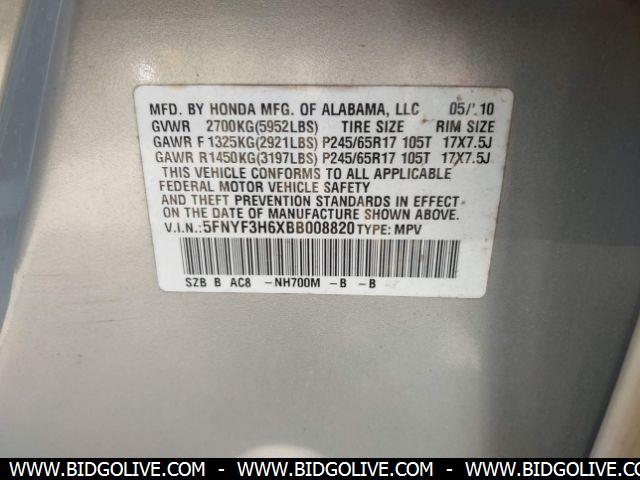 MFD. BY HONDA MFG. OF ALABAMA, LLC 05/10
GVWR 2700KG(5952LBS) TIRE SIZE RIM SIZE
GAWR F 1325KG(2921LBS) P245/65R17 105T 17X7.5J
GAWR R1450KG(3197LBS) P245/65R17 105T 17X7.5J
THIS VEHICLE CONFORMS TO ALL APPLICABLE
FEDERAL MOTOR VEHICLE SAFETY
AND THEFT PREVENTION STANDARDS IN EFFECT
ON THE DATE OF MANUFACTURE SHOWN ABOVE.
V.I.N.: 5FNYF3H6XBB008820 TYPE: MPV
SZB B AC8 -NH700M -B -B
WWW.BIDGOLIVE.COM - WWW.BIDGOLIVE.COM - WWW.BIDGOLIVE.COM